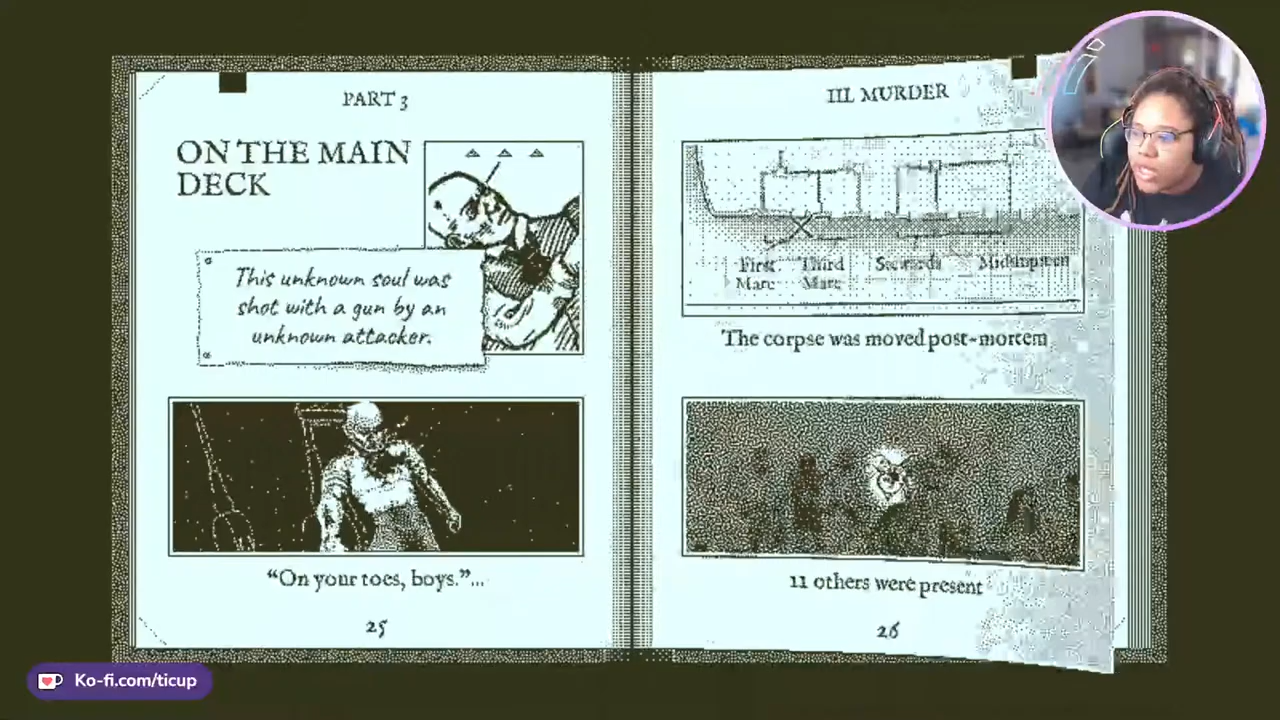 PART 3
ON THE MAIN
DECK
This unknown soul was
shot with a gun by an
unknown attacker.
"On your toes, boys."...
25
III. MURDER
First Third Stewards Midshipmen
Mate Mate
The corpse was moved post-mortem
11 others were present
26
Ko-fi.com/ticup